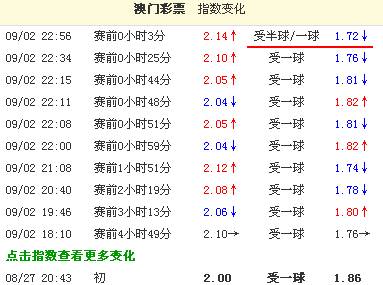 澳门彩票 指数变化
09/02 22:56 赛前0小时3分 2.14↑ 受半球/一球 1.72↓
09/02 22:34 赛前0小时25分 2.10↑ 受一球 1.76↓
09/02 22:15 赛前0小时44分 2.05↑ 受一球 1.81↓
09/02 22:11 赛前0小时48分 2.04↓ 受一球 1.82↑
09/02 22:08 赛前0小时51分 2.05↑ 受一球 1.81↓
09/02 22:00 赛前0小时59分 2.04↓ 受一球 1.82↑
09/02 21:08 赛前1小时51分 2.12↑ 受一球 1.74↓
09/02 20:40 赛前2小时19分 2.08↑ 受一球 1.78↓
09/02 19:46 赛前3小时13分 2.06↓ 受一球 1.80↑
09/02 18:10 赛前4小时49分 2.10→ 受一球 1.76→
点击指数查看更多变化
08/27 20:43 初 2.00 受一球 1.86